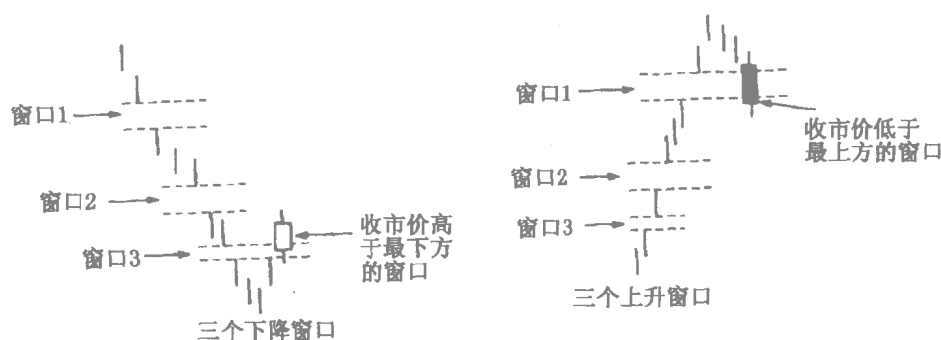 窗口1
窗口2
窗口3
收市价高
于最下方
的窗口
三个下降窗口
窗口1
收市价低于
最上方的窗口
窗口2
窗口3
三个上升窗口